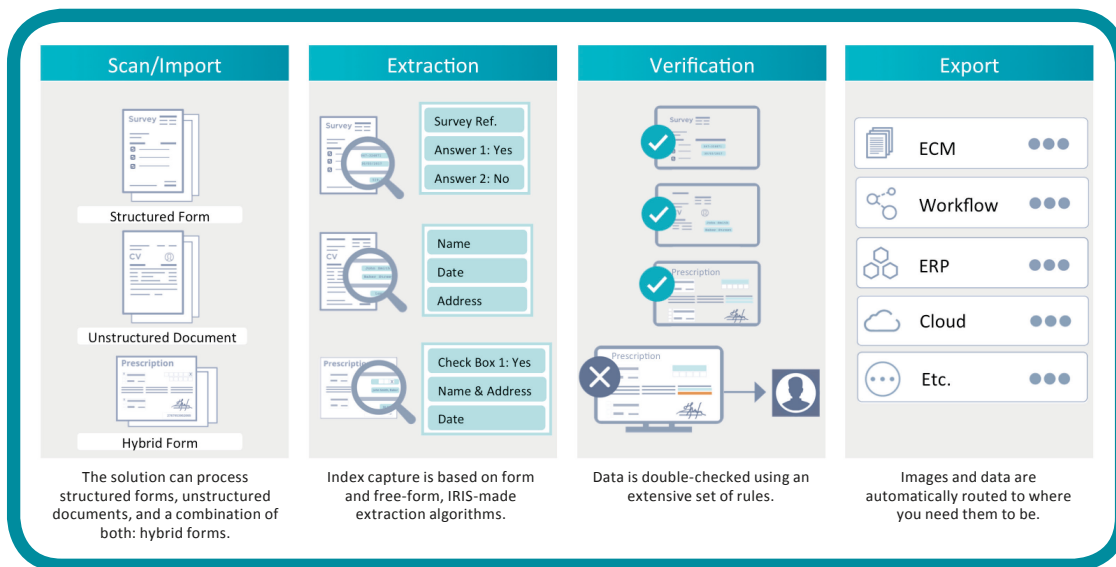 Scan/Import
Survey
Structured Form
CV
Unstructured Document
Prescription
Hybrid Form
The solution can process
structured forms, unstructured
documents, and a combination of
both: hybrid forms.
Extraction
Survey
Survey Ref.
Answer 1: Yes
Answer 2: No
CV
Name
Date
Address
Prescription
Check Box 1: Yes
Name & Address
Date
Index capture is based on form
and free-form, IRIS-made
extraction algorithms.
Verification
Survey
CV
Prescription
Prescription
Data is double-checked using an
extensive set of rules.
Export
ECM
Workflow
ERP
Cloud
Etc.
Images and data are
automatically routed to where
you need them to be.